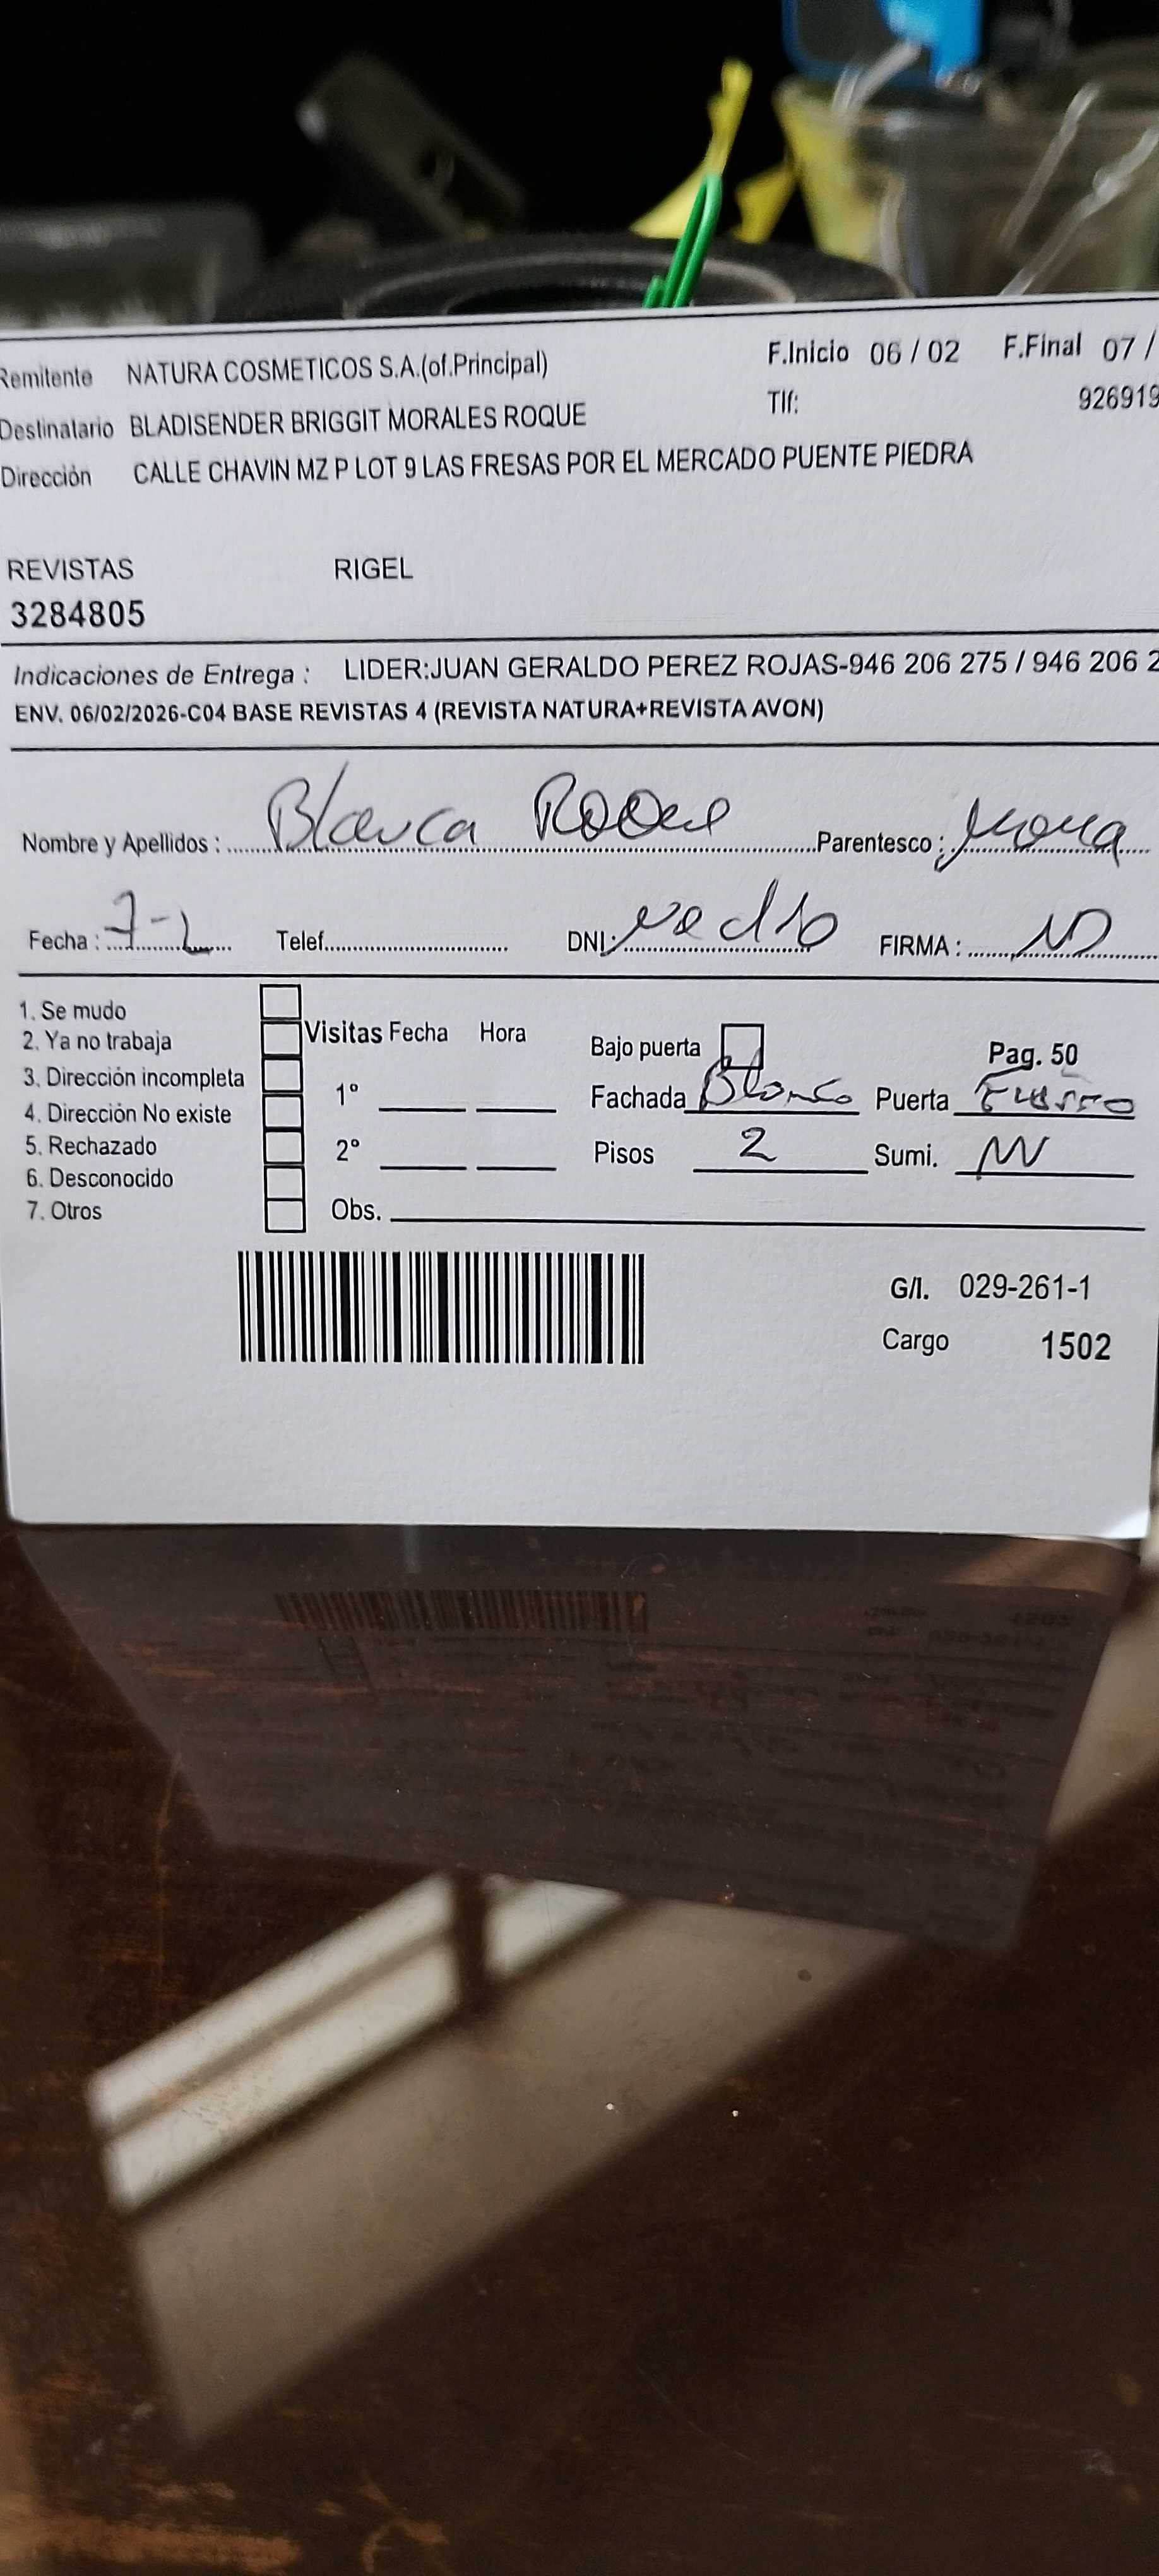 Remitente NATURA COSMETICOS S.A.(of.Principal) F.Inicio 06 / 02 F.Final 07 /
Destinatario BLADISENDER BRIGGIT MORALES ROQUE Tlf: 926919
Dirección CALLE CHAVIN MZ P LOT 9 LAS FRESAS POR EL MERCADO PUENTE PIEDRA
REVISTAS RIGEL
3284805
Indicaciones de Entrega : LIDER:JUAN GERALDO PEREZ ROJAS-946 206 275 / 946 206 2
ENV. 06/02/2026-C04 BASE REVISTAS 4 (REVISTA NATURA+REVISTA AVON)
Nombre y Apellidos : Blanca Roque Parentesco :
Fecha : 7-2 Telef. DNI: FIRMA :
1. Se mudo
2. Ya no trabaja Visitas Fecha Hora Bajo puerta Pag. 50
3. Dirección incompleta 1° Fachada Blanco Puerta
4. Dirección No existe
5. Rechazado 2° Pisos 2 Sumi.
6. Desconocido
7. Otros Obs.
G/I. 029-261-1
Cargo 1502